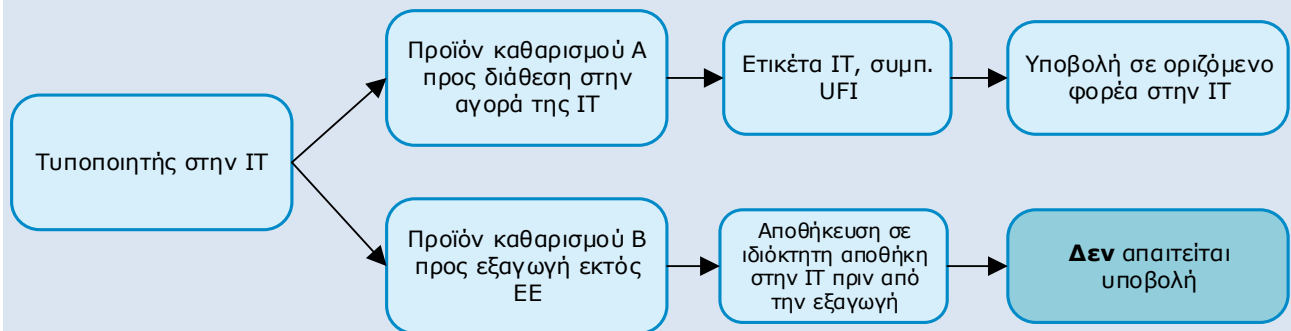 Τυποποιητής στην ΙΤ
Προϊόν καθαρισμού Α
προς διάθεση στην
αγορά της ΙΤ
Ετικέτα ΙΤ, συμπ.
UFI
Υποβολή σε οριζόμενο
φορέα στην ΙΤ
Προϊόν καθαρισμού Β
προς εξαγωγή εκτός
ΕΕ
Αποθήκευση σε
ιδιόκτητη αποθήκη
στην ΙΤ πριν από
την εξαγωγή
Δεν απαιτείται
υποβολή